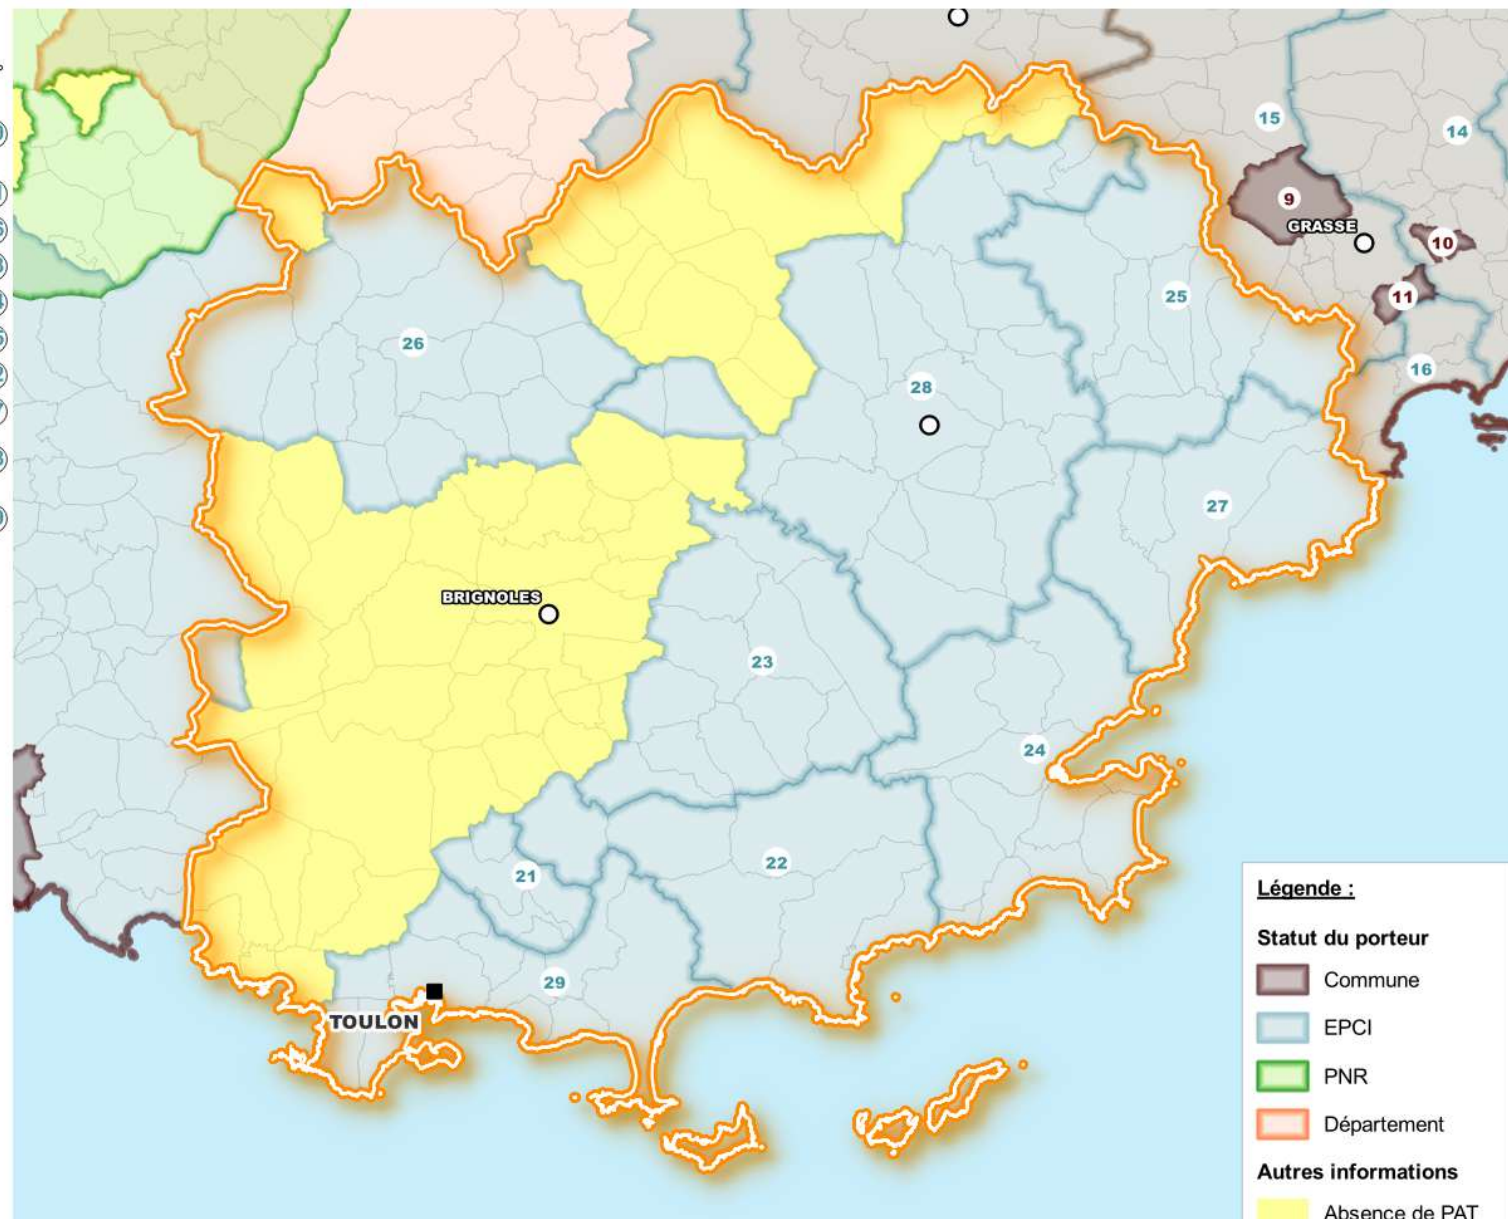 15
14
9
GRASSE
10
11
25
26
16
28
27
BRIGNOLES
23
24
22
21
29
TOULON
Légende :
Statut du porteur
Commune
EPCI
PNR
Département
Autres informations
Absence de PAT